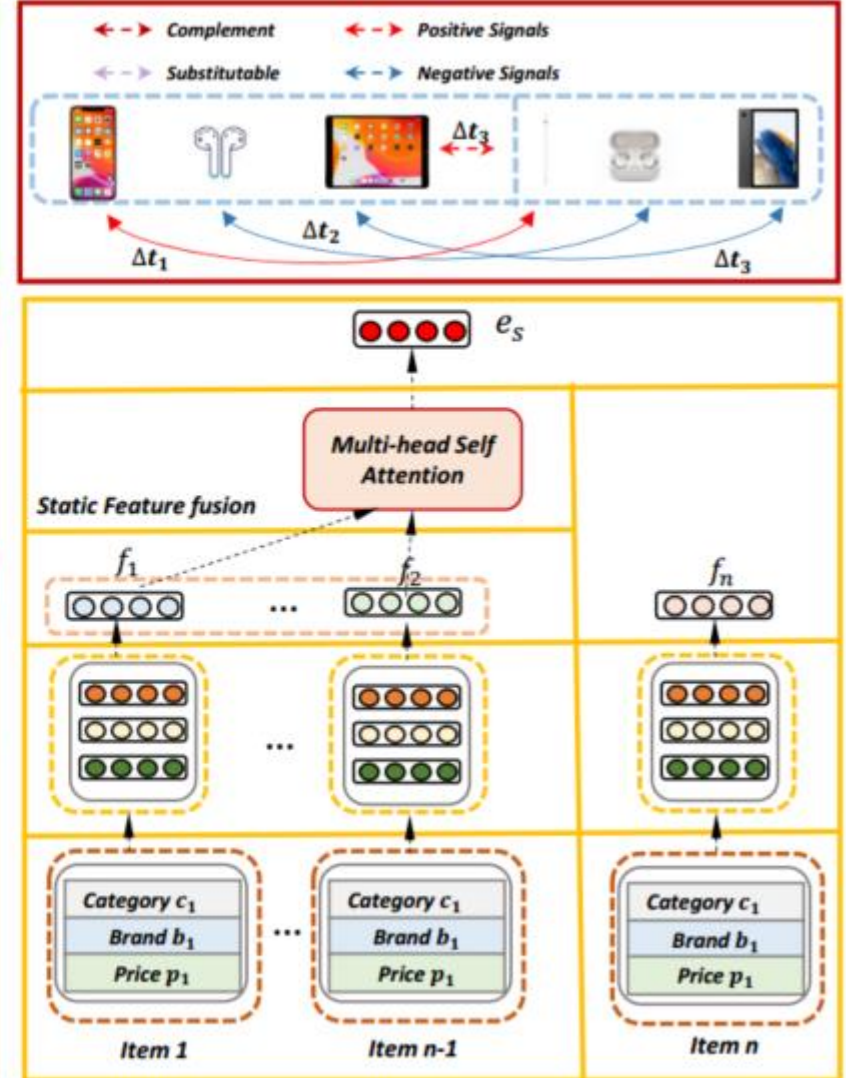 Complement Positive Signals
Substitutable Negative Signals
Δt₃
Δt₂
Δt₁ Δt₃
eₛ
Multi-head Self
Attention
Static Feature fusion
f₁ f₂ fₙ
...
...
Category c₁ Category c₁ Category c₁
... Brand b₁ Brand b₁ Brand b₁
Price p₁ Price p₁ Price p₁
Item 1 Item n-1 Item n